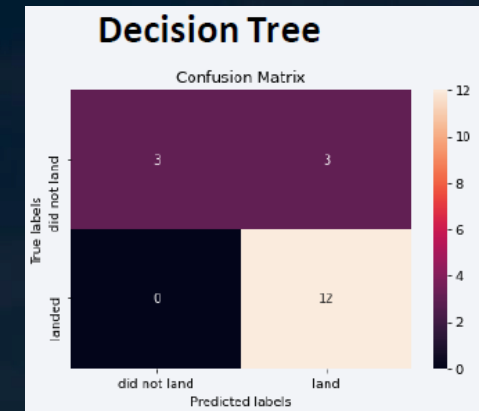 Decision Tree
Confusion Matrix
True labels
did not land
landed
3 3
0 12
did not land land
Predicted labels
12
10
8
6
4
2
0